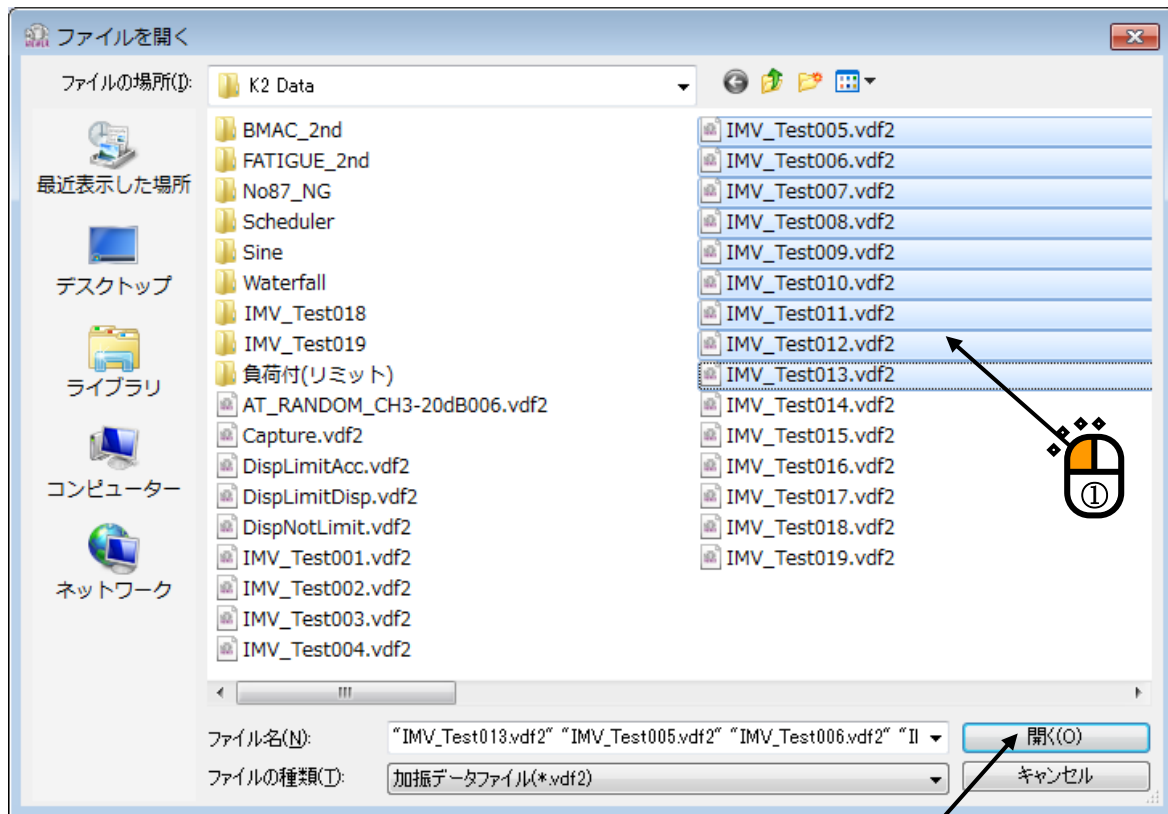 ファイルを開く
ファイルの場所(I):
K2 Data
最近表示した場所
デスクトップ
ライブラリ
コンピューター
ネットワーク
BMAC_2nd
FATIGUE_2nd
No87_NG
Scheduler
Sine
Waterfall
IMV_Test018
IMV_Test019
負荷付(リミット)
AT_RANDOM_CH3-20dB006.vdf2
Capture.vdf2
DispLimitAcc.vdf2
DispLimitDisp.vdf2
DispNotLimit.vdf2
IMV_Test001.vdf2
IMV_Test002.vdf2
IMV_Test003.vdf2
IMV_Test004.vdf2
IMV_Test005.vdf2
IMV_Test006.vdf2
IMV_Test007.vdf2
IMV_Test008.vdf2
IMV_Test009.vdf2
IMV_Test010.vdf2
IMV_Test011.vdf2
IMV_Test012.vdf2
IMV_Test013.vdf2
IMV_Test014.vdf2
IMV_Test015.vdf2
IMV_Test016.vdf2
IMV_Test017.vdf2
IMV_Test018.vdf2
IMV_Test019.vdf2
①
ファイル名(N):
"IMV_Test013.vdf2" "IMV_Test005.vdf2" "IMV_Test006.vdf2"
開く(O)
ファイルの種類(T):
加振データファイル(*.vdf2)
キャンセル